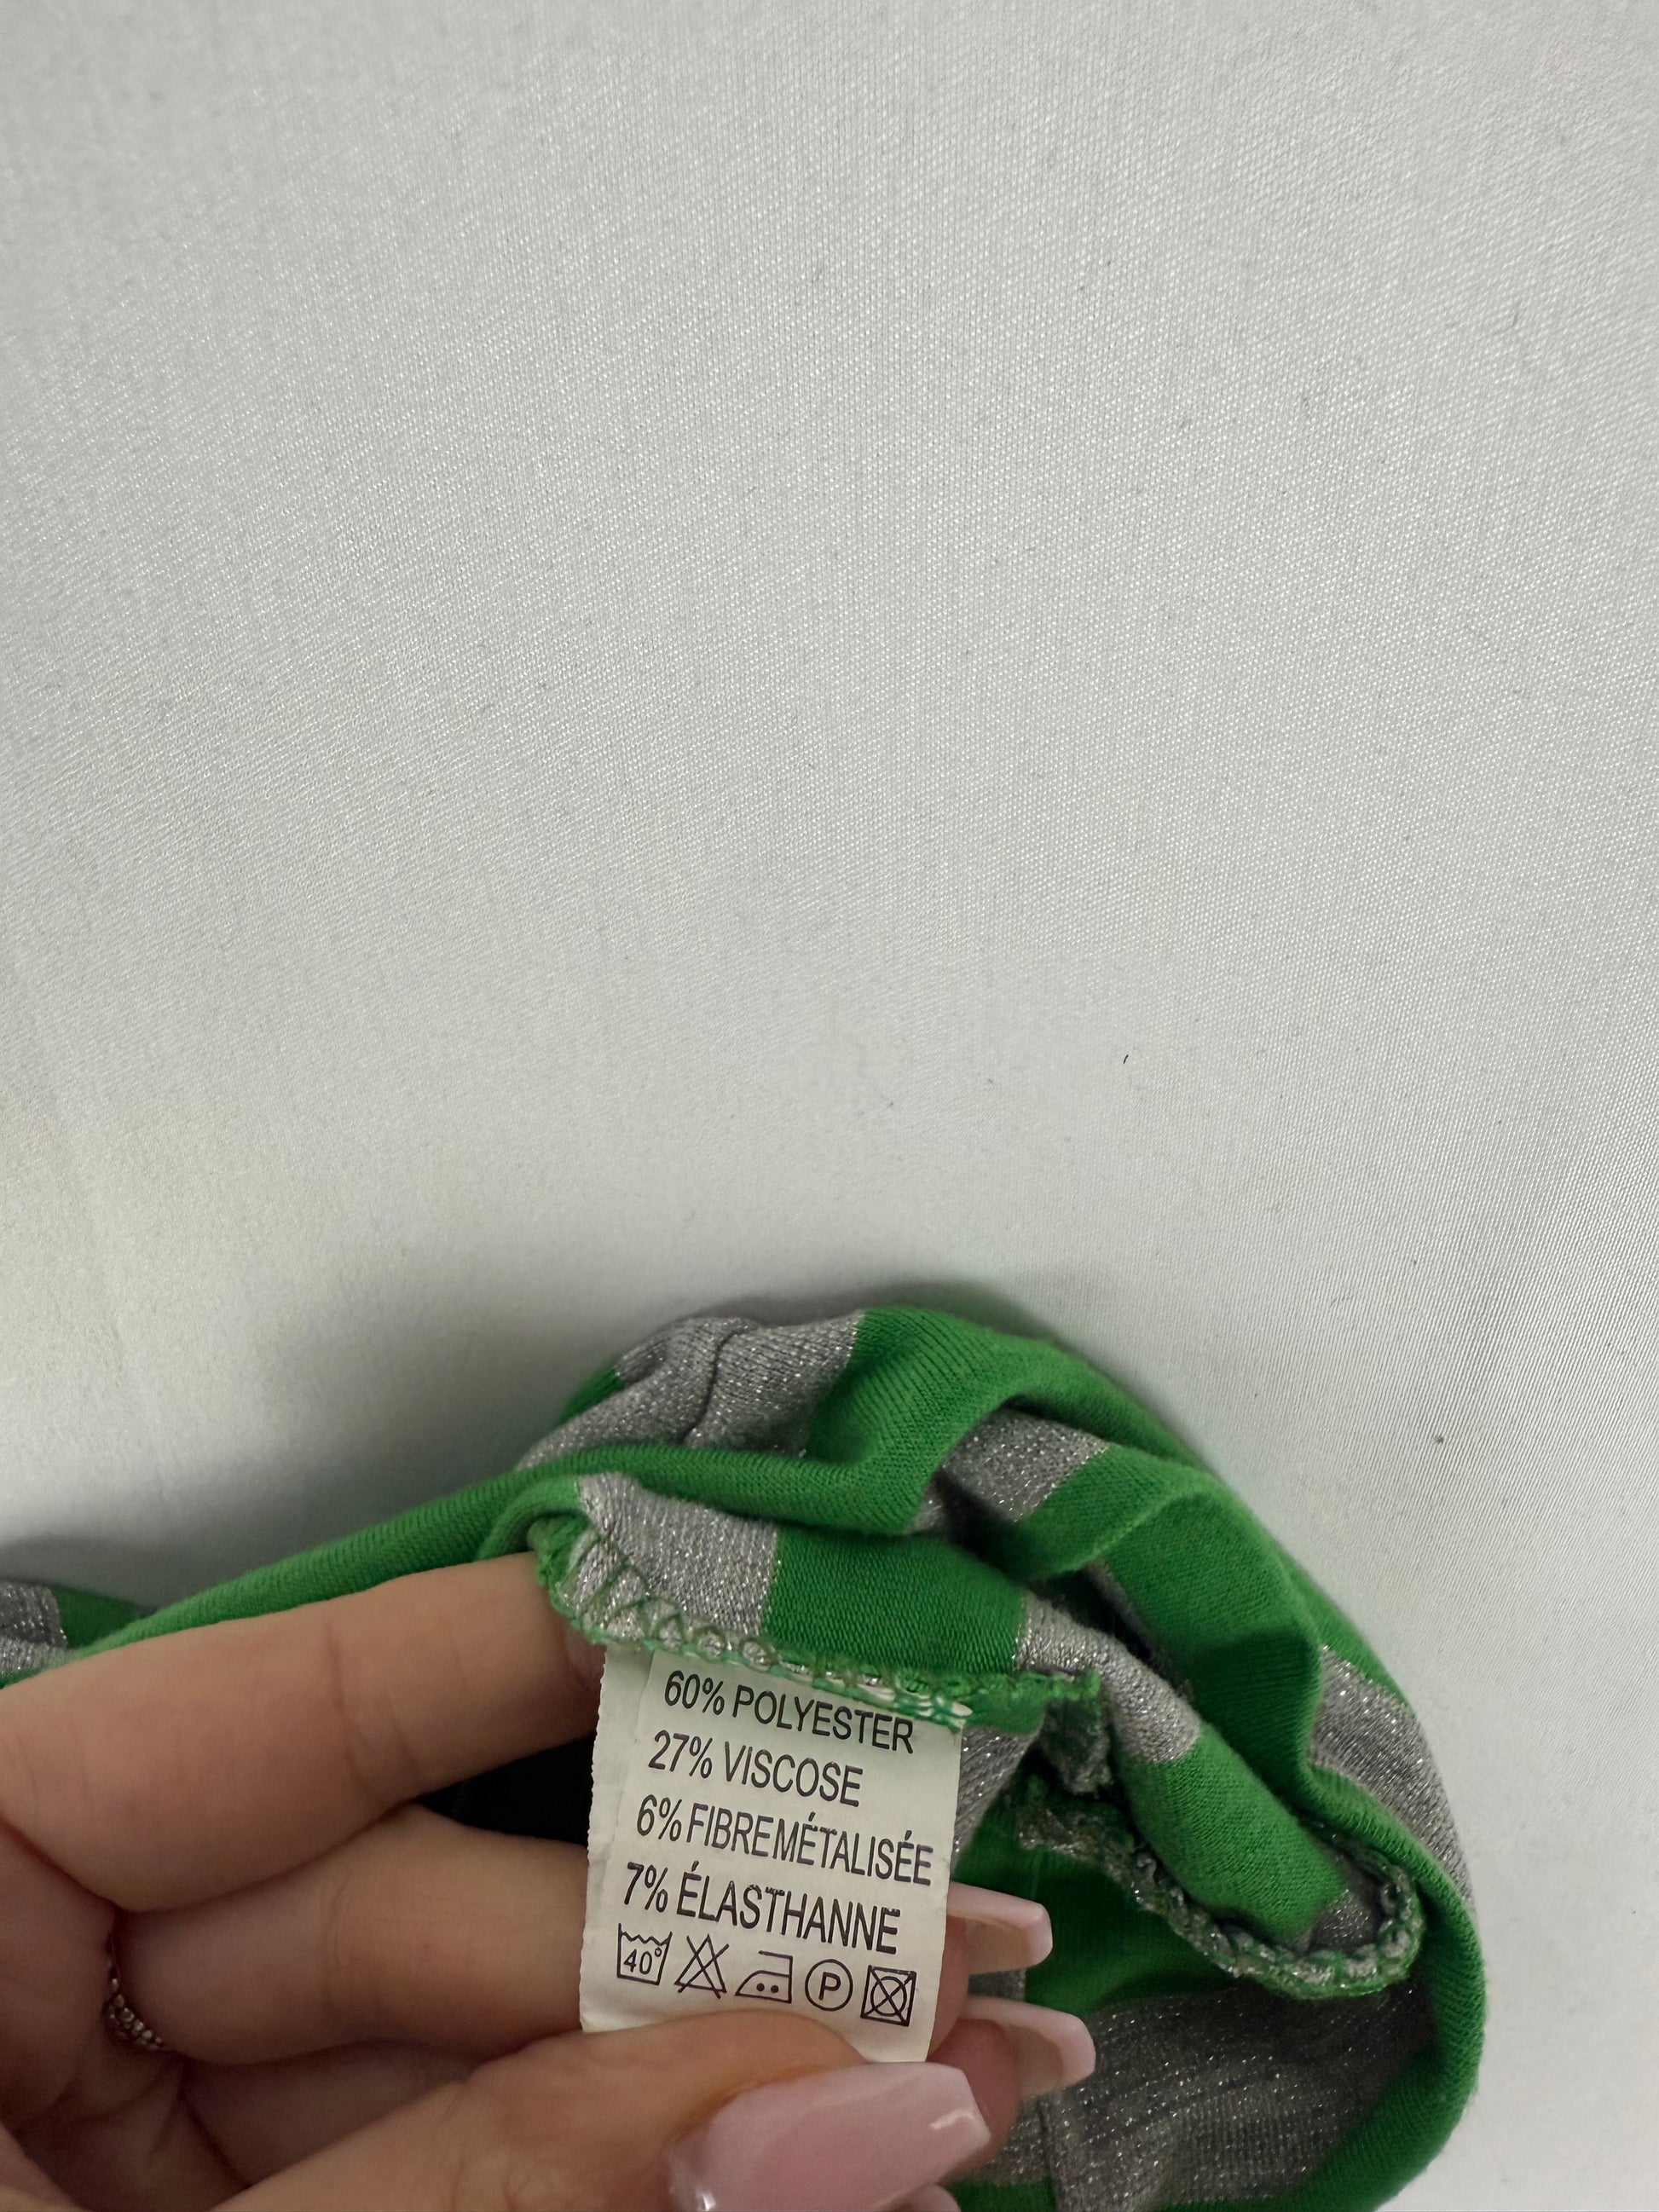 60% POLYESTER
27% VISCOSE
6% FIBREMÉTALISÉE
7% ÉLASTHANNE
40° P